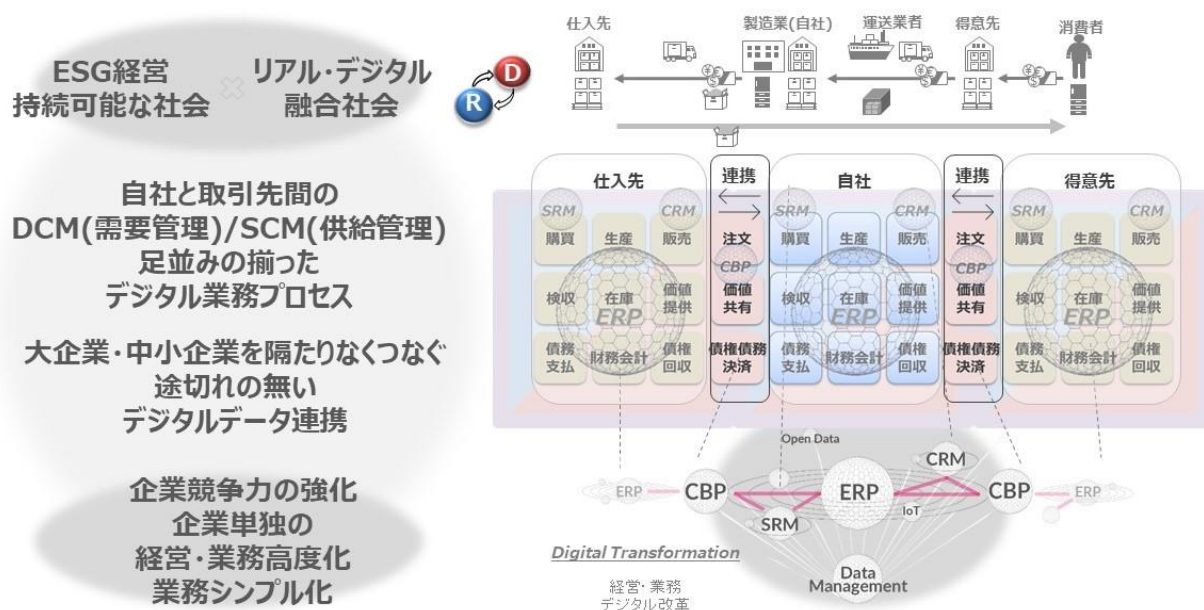 ESG経営
持続可能な社会
×
リアル・デジタル
融合社会
自社と取引先間の
DCM(需要管理)/SCM(供給管理)
足並みの揃った
デジタル業務プロセス
大企業・中小企業を隔たりなくつなぐ
途切れの無い
デジタルデータ連携
企業競争力の強化
企業単独の
経営・業務高度化
業務シンプル化
D
R
仕入先
製造業(自社)
運送業者
得意先
消費者
¥
$
¥
$
¥
$
仕入先
SRM
CRM
購買
生産
販売
検収
在庫
価値
提供
ERP
債務
支払
財務会計
債権
回収
連携
注文
CBP
価値
共有
債権債務
決済
自社
SRM
CRM
購買
生産
販売
検収
在庫
価値
提供
ERP
債務
支払
財務会計
債権
回収
連携
注文
CBP
価値
共有
債権債務
決済
得意先
SRM
CRM
購買
生産
販売
検収
在庫
価値
提供
ERP
債務
支払
財務会計
債権
回収
Open Data
ERP
CBP
SRM
ERP
CRM
IoT
CBP
ERP
Data
Management
Digital Transformation
経営・業務
デジタル改革